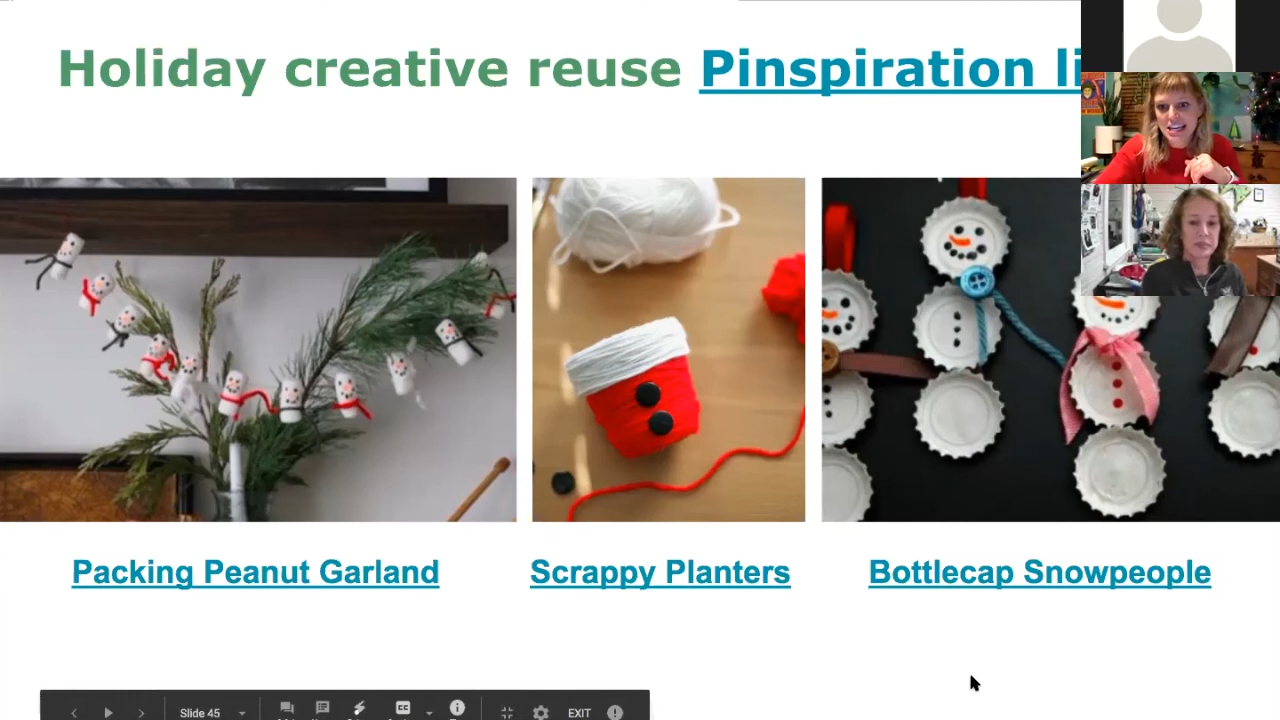 Holiday creative reuse Pinspiration li
Packing Peanut Garland
Scrappy Planters
Bottlecap Snowpeople
Slide 45
EXIT